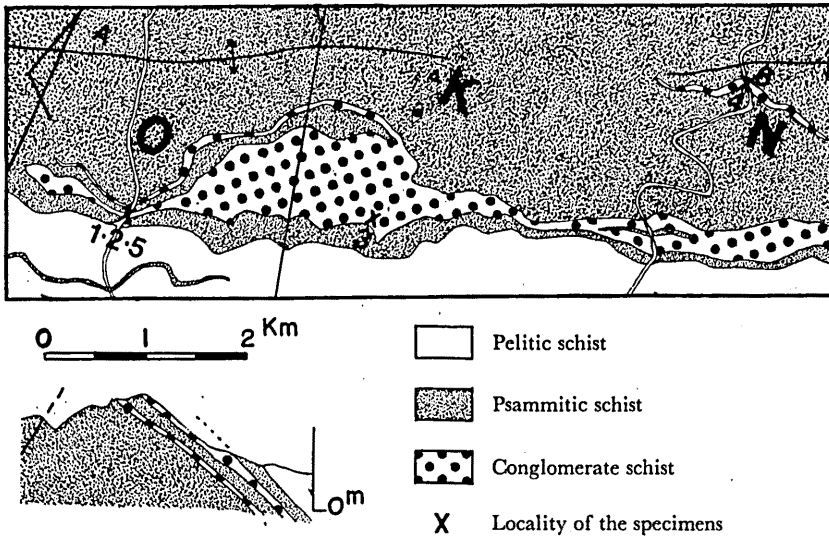 O
K
N
1·2·5
3
4
0 1 2 Km
Pelitic schist
Psammitic schist
Conglomerate schist
X Locality of the specimens
0m